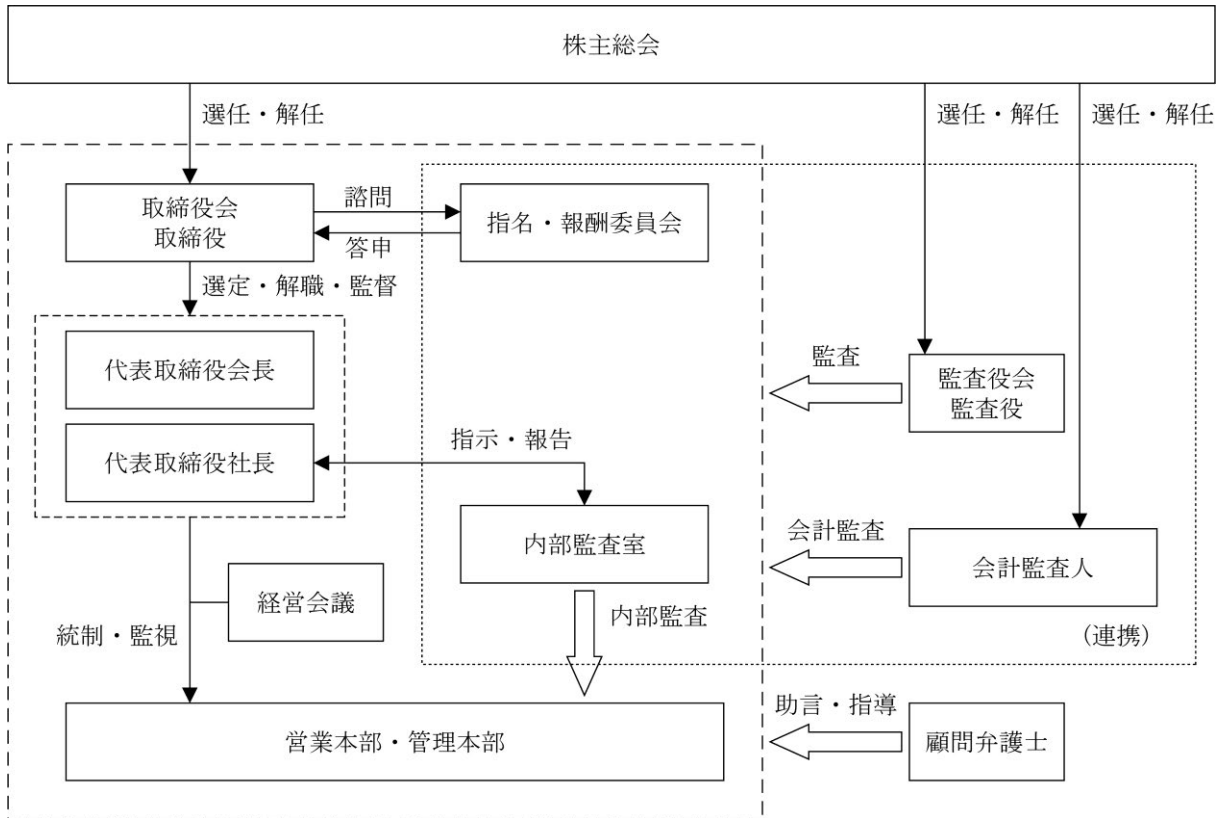 株主総会
選任・解任
選任・解任
選任・解任
取締役会
取締役
諮問
答申
指名・報酬委員会
選定・解職・監督
代表取締役会長
代表取締役社長
監査
監査役会
監査役
指示・報告
内部監査室
会計監査
会計監査人
経営会議
統制・監視
内部監査
(連携)
営業本部・管理本部
助言・指導
顧問弁護士